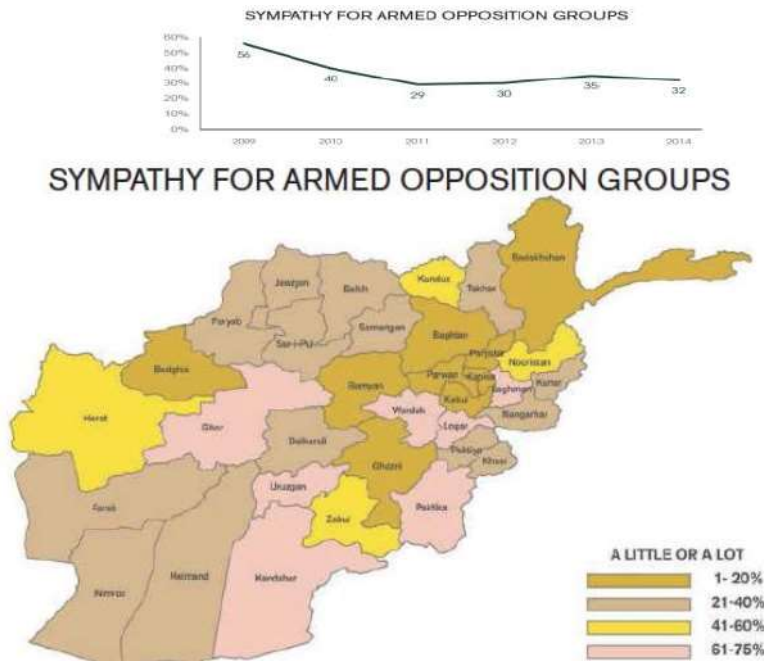 SYMPATHY FOR ARMED OPPOSITION GROUPS
60%
50%
40%
30%
20%
10%
0%
56
40
29
30
35
32
2009
2010
2011
2012
2013
2014
SYMPATHY FOR ARMED OPPOSITION GROUPS
Badakhshan
Kunduz
Takhar
Jawzjan
Balkh
Faryab
Samangan
Baghlan
Sar-i-Pul
Panjshir
Nooristan
Badghis
Parwan
Kapisa
Laghman
Kunar
Bamyan
Kabul
Nangarhar
Herat
Ghor
Wardak
Logar
Daikundi
Paktiya
Khost
Ghazni
Uruzgan
Farah
Zabul
Paktika
Nimroz
Helmand
Kandahar
A LITTLE OR A LOT
1- 20%
21-40%
41-60%
61-75%